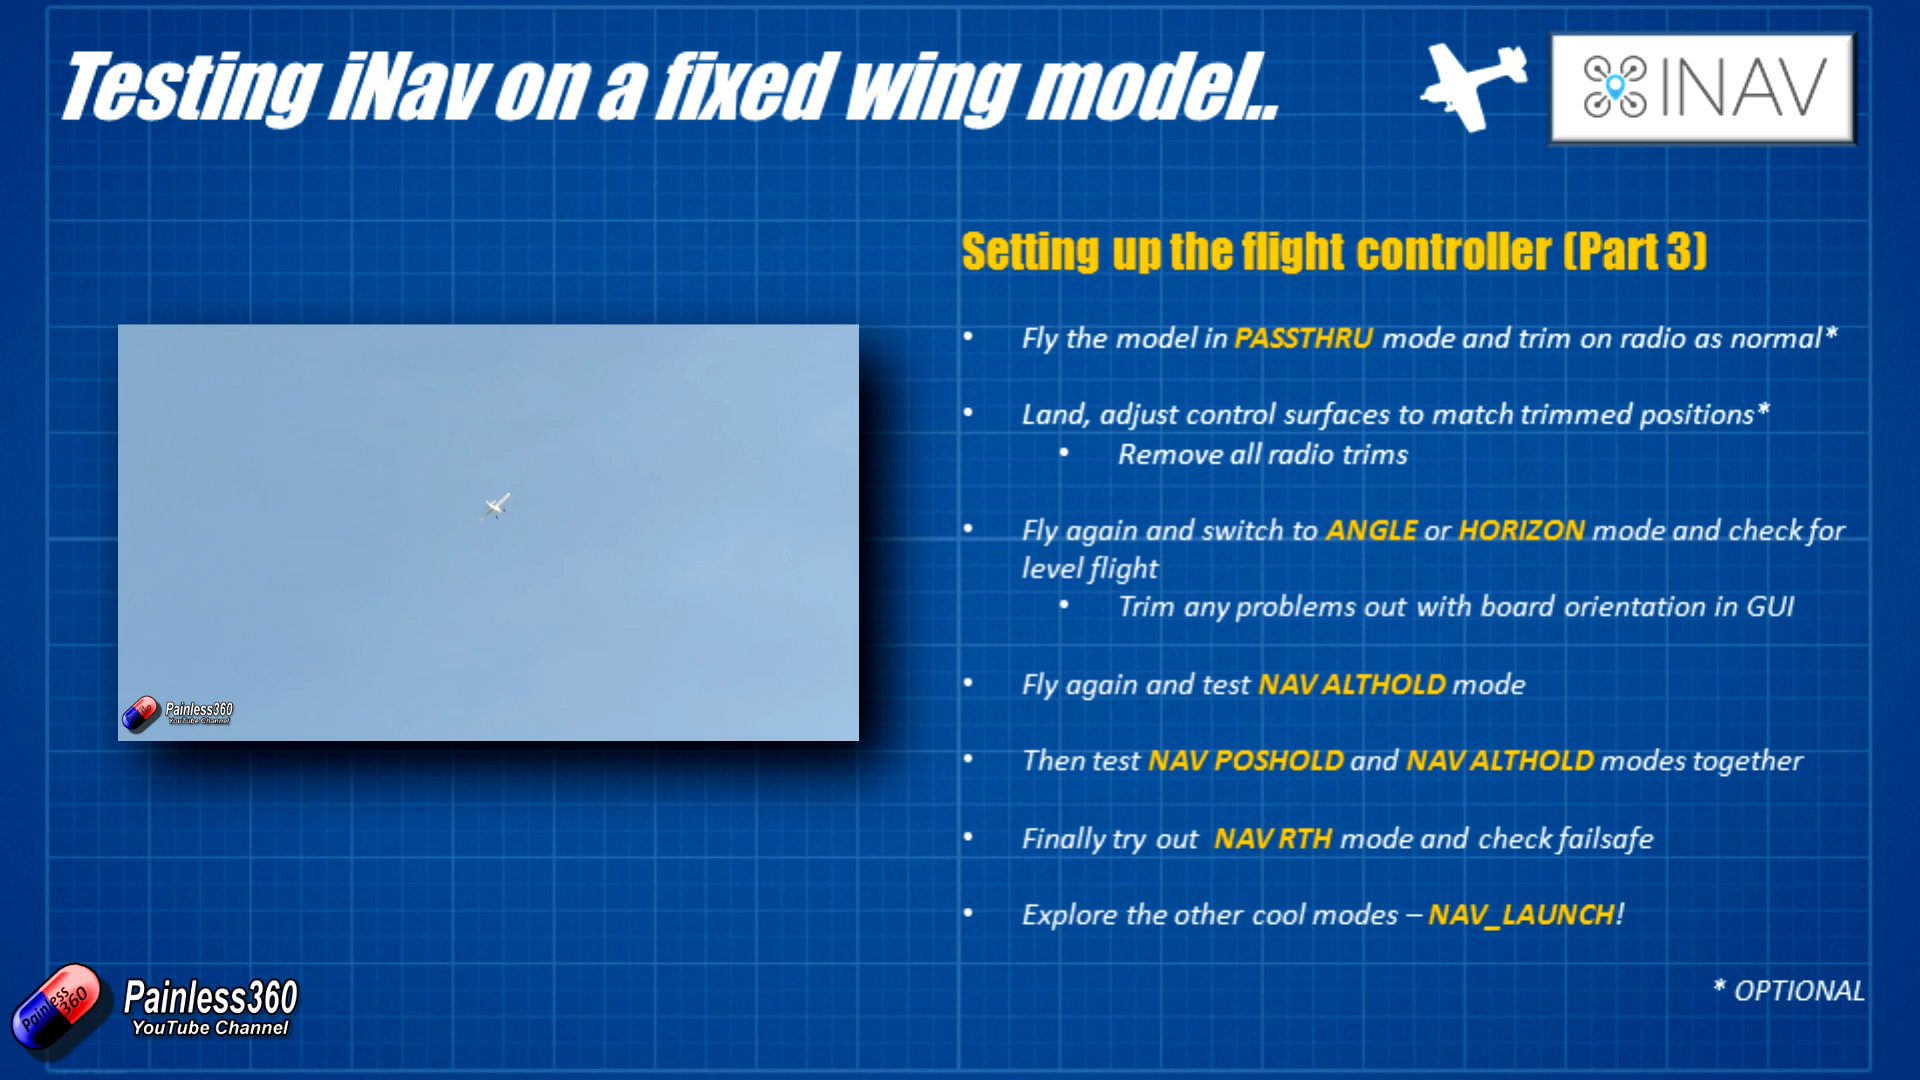 Testing iNav on a fixed wing model..
INAV
Setting up the flight controller (Part 3)
• Fly the model in PASSTHRU mode and trim on radio as normal*
• Land, adjust control surfaces to match trimmed positions*
• Remove all radio trims
• Fly again and switch to ANGLE or HORIZON mode and check for
level flight
• Trim any problems out with board orientation in GUI
• Fly again and test NAV ALTHOLD mode
• Then test NAV POSHOLD and NAV ALTHOLD modes together
• Finally try out NAV RTH mode and check failsafe
• Explore the other cool modes – NAV_LAUNCH!
* OPTIONAL
Painless360
YouTube Channel
Painless
360
Painless360
YouTube Channel